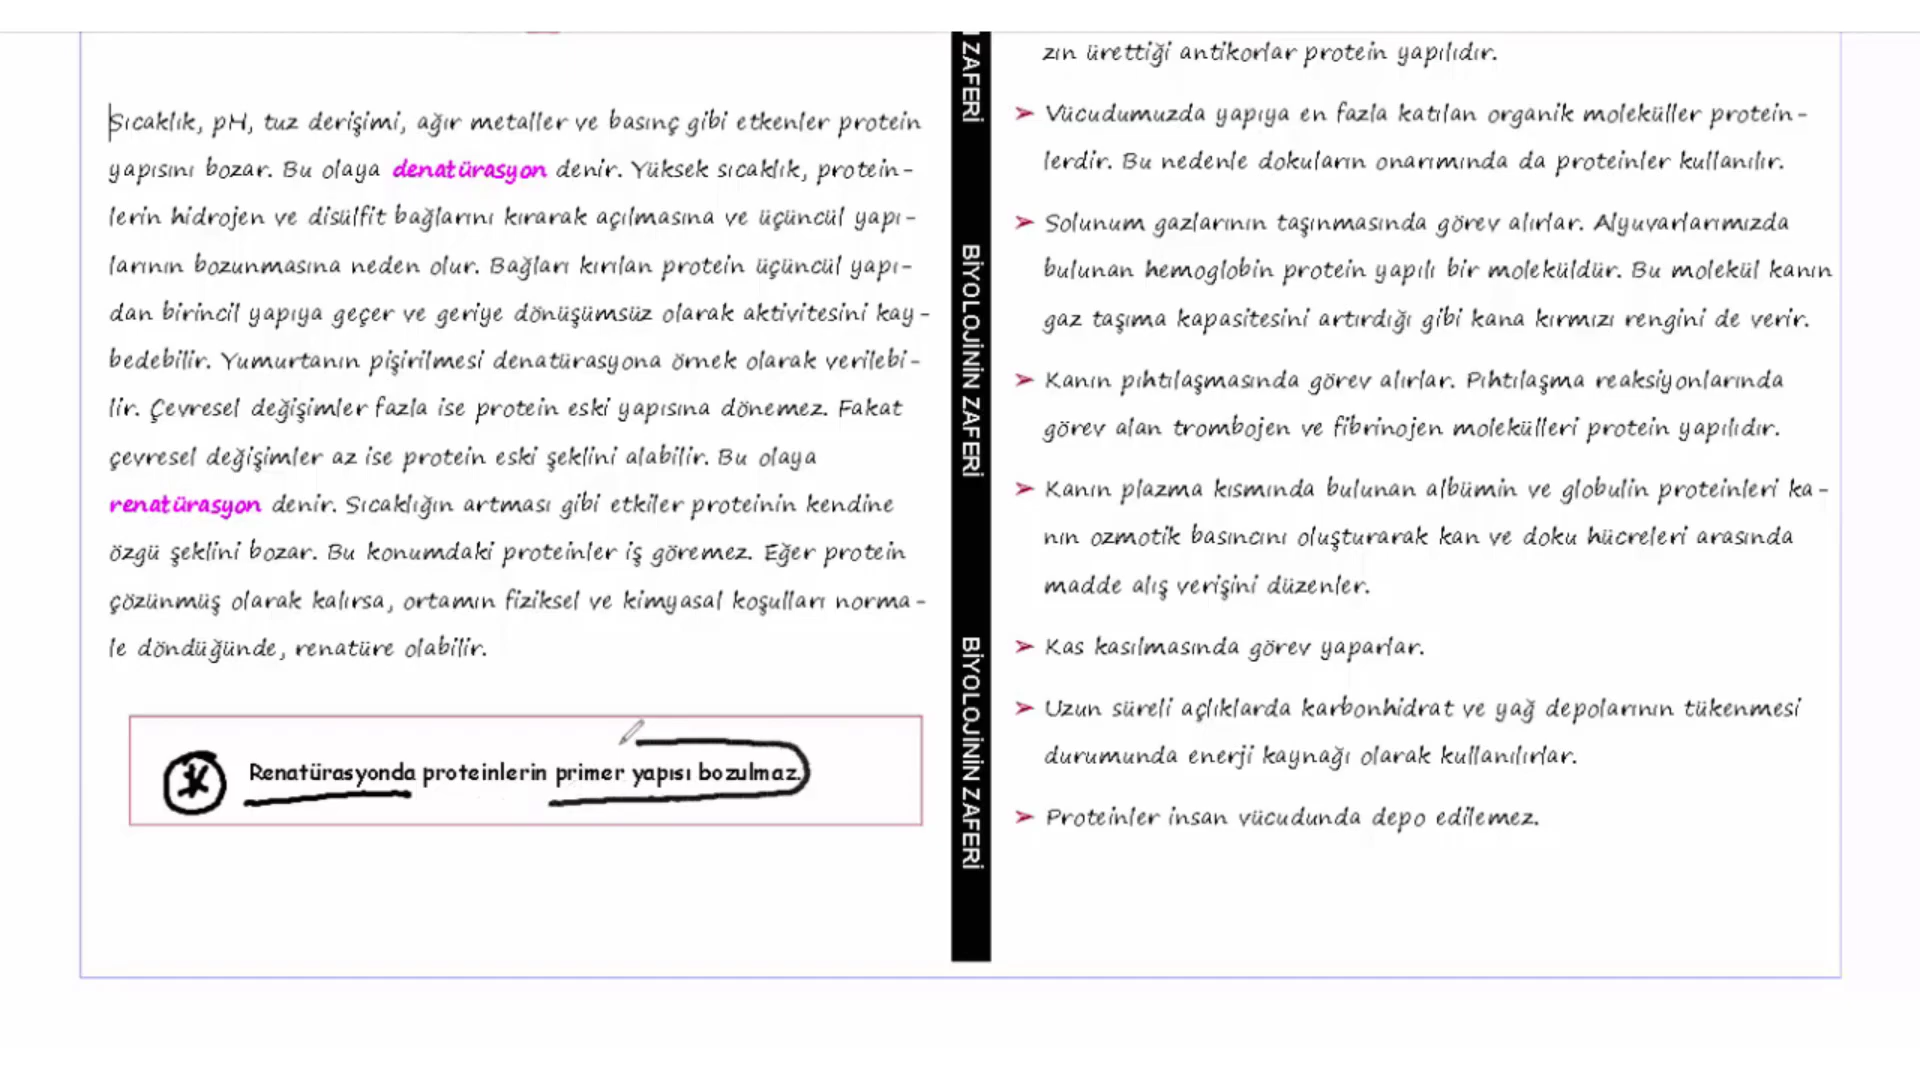 Sıcaklık, pH, tuz derişimi, ağır metaller ve basınç gibi etkenler protein
yapısını bozar. Bu olaya denatürasyon denir. Yüksek sıcaklık, protein-
lerin hidrojen ve disülfit bağlarını kırarak açılmasına ve üçüncül yapı-
larının bozunmasına neden olur. Bağları kırılan protein üçüncül yapı-
dan birincil yapıya geçer ve geriye dönüşümsüz olarak aktivitesini kay-
bedebilir. Yumurtanın pişirilmesi denatürasyona örnek olarak verilebi-
lir. Çevresel değişimler fazla ise protein eski yapısına dönemez. Fakat
çevresel değişimler az ise protein eski şeklini alabilir. Bu olaya
renatürasyon denir. Sıcaklığın artması gibi etkiler proteinin kendine
özgü şeklini bozar. Bu konumdaki proteinler iş göremez. Eğer protein
çözünmüş olarak kalırsa, ortamın fiziksel ve kimyasal koşulları norma-
le döndüğünde, renatüre olabilir.
Renatürasyonda proteinlerin primer yapısı bozulmaz.
ZAFERİ
BİYOLOJİNİN ZAFERİ
BİYOLOJİNİN ZAFERİ
zın ürettiği antikorlar protein yapılıdır.
➢ Vücudumuzda yapıya en fazla katılan organik moleküller protein-
lerdir. Bu nedenle dokuların onarımında da proteinler kullanılır.
➢ Solunum gazlarının taşınmasında görev alırlar. Alyuvarlarımızda
bulunan hemoglobin protein yapılı bir moleküldür. Bu molekül kanın
gaz taşıma kapasitesini artırdığı gibi kana kırmızı rengini de verir.
➢ Kanın pıhtılaşmasında görev alırlar. Pıhtılaşma reaksiyonlarında
görev alan trombojen ve fibrinojen molekülleri protein yapılıdır.
➢ Kanın plazma kısmında bulunan albümin ve globulin proteinleri ka-
nın ozmotik basıncını oluşturarak kan ve doku hücreleri arasında
madde alış verişini düzenler.
➢ Kas kasılmasında görev yaparlar.
➢ Uzun süreli açlıklarda karbonhidrat ve yağ depolarının tükenmesi
durumunda enerji kaynağı olarak kullanılırlar.
➢ Proteinler insan vücudunda depo edilemez.